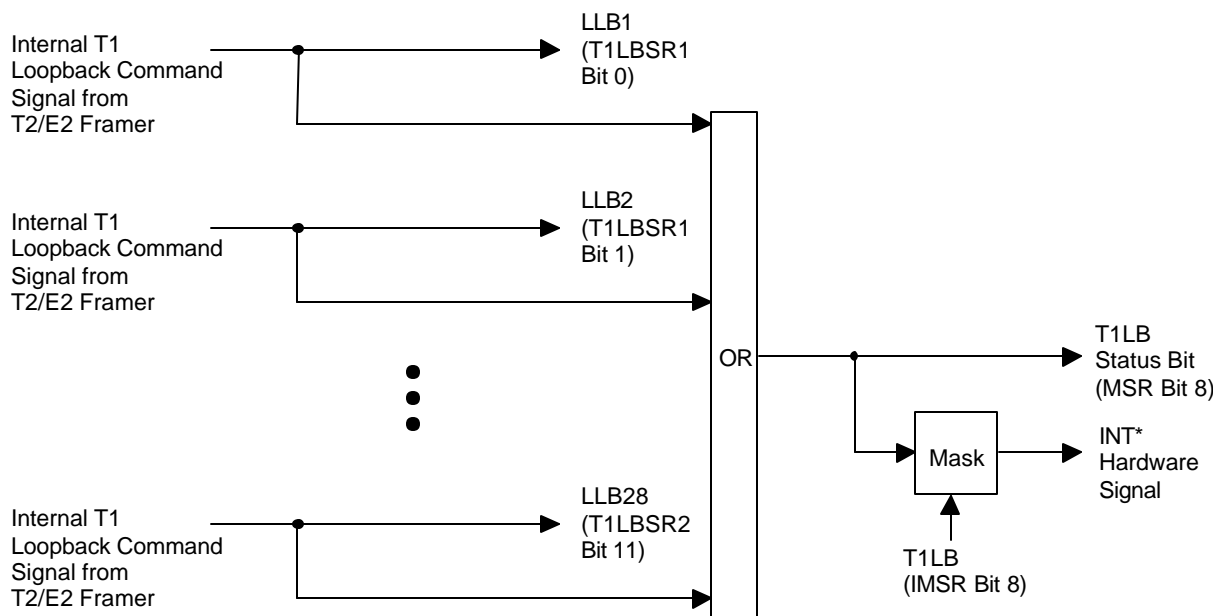 Internal T1
Loopback Command
Signal from
T2/E2 Framer
LLB1
(T1LBSR1
Bit 0)
Internal T1
Loopback Command
Signal from
T2/E2 Framer
LLB2
(T1LBSR1
Bit 1)
OR
T1LB
Status Bit
(MSR Bit 8)
Mask
INT*
Hardware
Signal
T1LB
(IMSR Bit 8)
Internal T1
Loopback Command
Signal from
T2/E2 Framer
LLB28
(T1LBSR2
Bit 11)